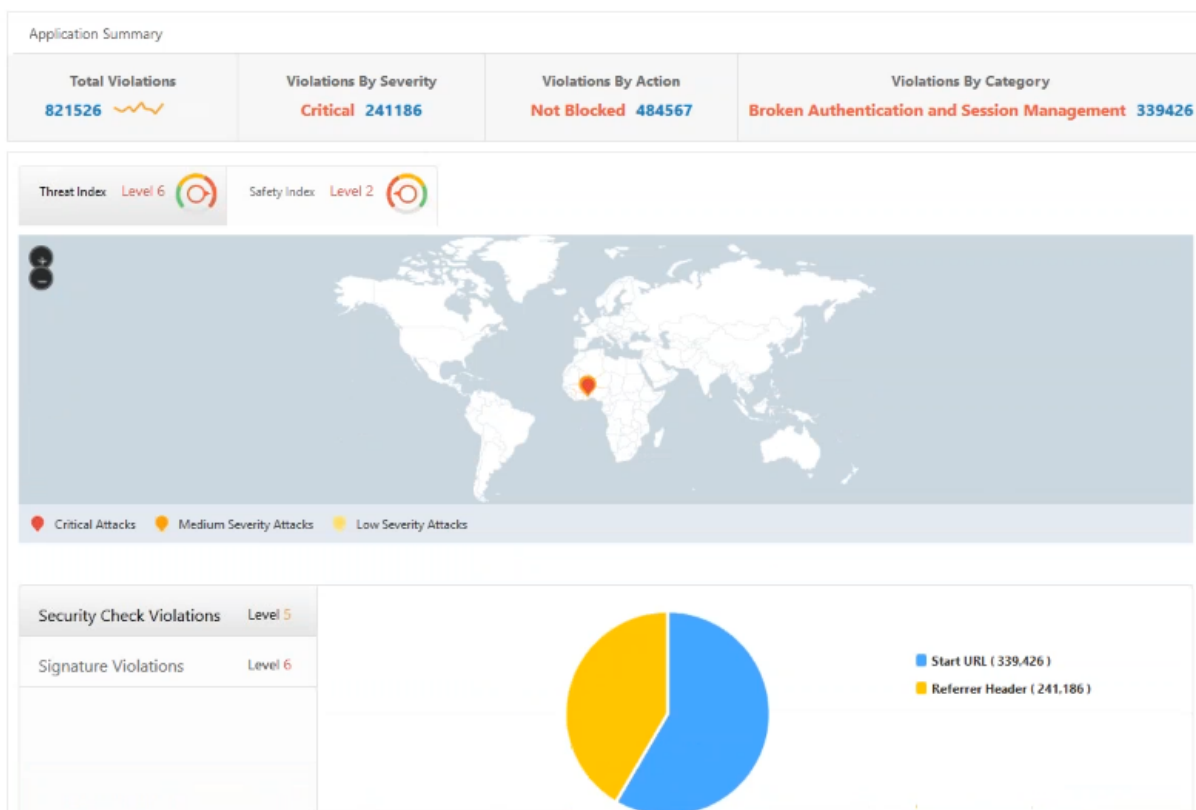 Application Summary
Total Violations
821526
Violations By Severity
Critical 241186
Violations By Action
Not Blocked 484567
Violations By Category
Broken Authentication and Session Management 339426
Threat Index Level 6
Safety Index Level 2
+
−
Critical Attacks
Medium Severity Attacks
Low Severity Attacks
Security Check Violations Level 5
Signature Violations Level 6
Start URL ( 339,426 )
Referrer Header ( 241,186 )